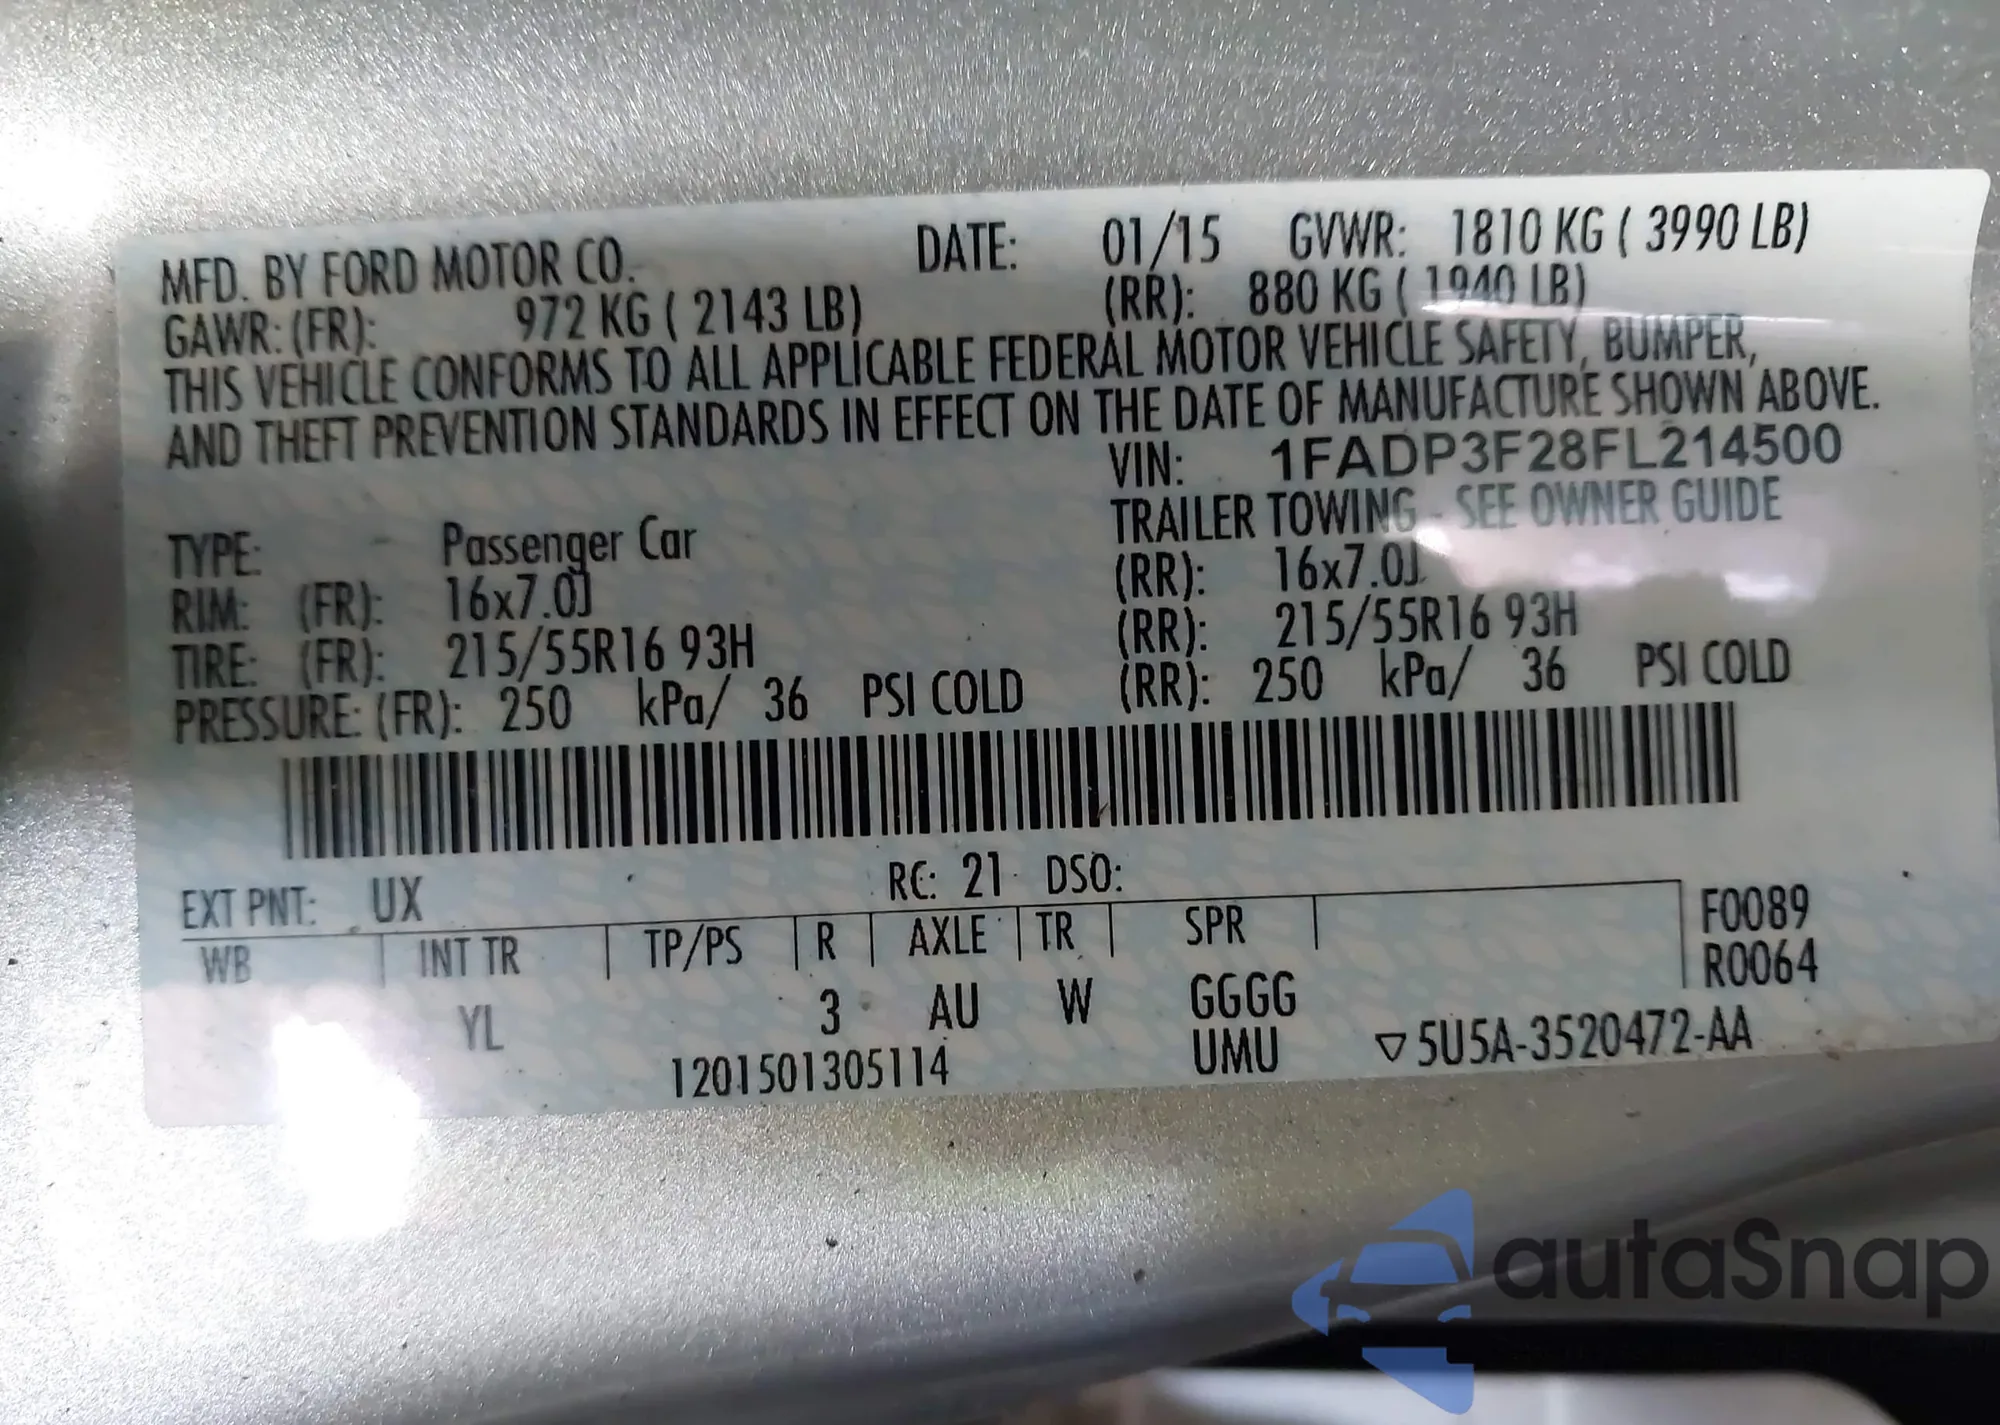 MFD. BY FORD MOTOR CO. DATE: 01/15 GVWR: 1810 KG ( 3990 LB)
GAWR: (FR): 972 KG ( 2143 LB) (RR): 880 KG ( 1940 LB)
THIS VEHICLE CONFORMS TO ALL APPLICABLE FEDERAL MOTOR VEHICLE SAFETY, BUMPER,
AND THEFT PREVENTION STANDARDS IN EFFECT ON THE DATE OF MANUFACTURE SHOWN ABOVE.
VIN: 1FADP3F28FL214500
TYPE: Passenger Car TRAILER TOWING - SEE OWNER GUIDE
RIM: (FR): 16x7.0J (RR): 16x7.0J
TIRE: (FR): 215/55R16 93H (RR): 215/55R16 93H
PRESSURE: (FR): 250 kPa/ 36 PSI COLD (RR): 250 kPa/ 36 PSI COLD
EXT PNT: UX RC: 21 DSO:
WB INT TR TP/PS R AXLE TR SPR F0089
R0064
YL 3 AU W GGGG
1201501305114 UMU ▽5U5A-3520472-AA
autaSnap